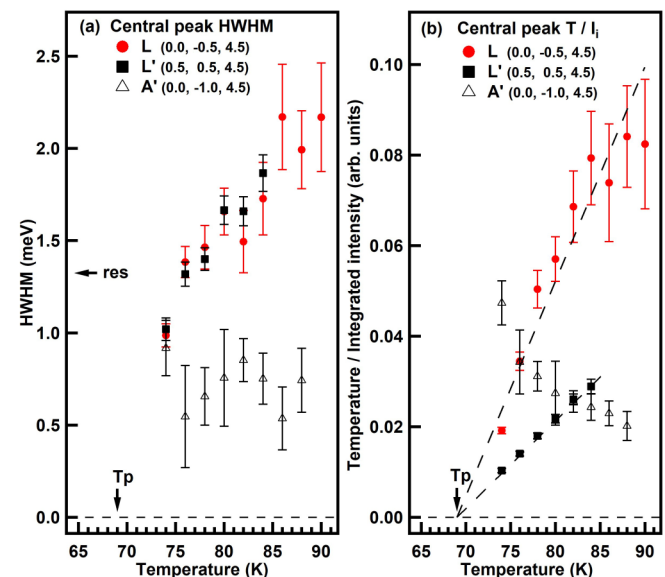 (a) Central peak HWHM
L (0.0, -0.5, 4.5)
L' (0.5, 0.5, 4.5)
A' (0.0, -1.0, 4.5)
HWHM (meV)
2.5
2.0
1.5
1.0
0.5
0.0
res
Tp
65 70 75 80 85 90
Temperature (K)
(b) Central peak T / Ii
L (0.0, -0.5, 4.5)
L' (0.5, 0.5, 4.5)
A' (0.0, -1.0, 4.5)
Temperature / Integrated intensity (arb. units)
0.10
0.08
0.06
0.04
0.02
0.00
Tp
65 70 75 80 85 90
Temperature (K)